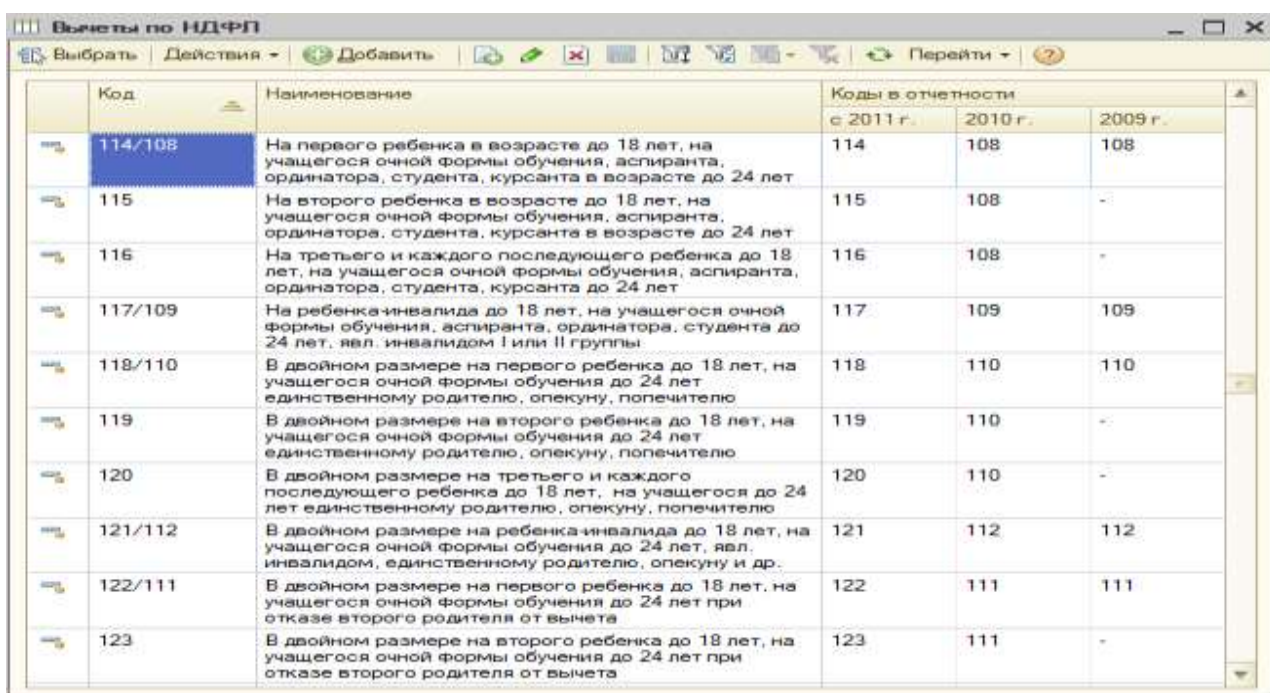 Вычеты по НДФЛ
Выбрать Действия Добавить Перейти
Код Наименование Коды в отчетности
с 2011 г. 2010 г. 2009 г.
114/108 На первого ребенка в возрасте до 18 лет, на 114 108 108
учащегося очной формы обучения, аспиранта,
ординатора, студента, курсанта в возрасте до 24 лет
115 На второго ребенка в возрасте до 18 лет, на 115 108 -
учащегося очной формы обучения, аспиранта,
ординатора, студента, курсанта в возрасте до 24 лет
116 На третьего и каждого последующего ребенка до 18 116 108 -
лет, на учащегося очной формы обучения, аспиранта,
ординатора, студента, курсанта до 24 лет
117/109 На ребенка-инвалида до 18 лет, на учащегося очной 117 109 109
формы обучения, аспиранта, ординатора, студента до
24 лет, явл. инвалидом I или II группы
118/110 В двойном размере на первого ребенка до 18 лет, на 118 110 110
учащегося очной формы обучения до 24 лет
единственному родителю, опекуну, попечителю
119 В двойном размере на второго ребенка до 18 лет, на 119 110 -
учащегося очной формы обучения до 24 лет
единственному родителю, опекуну, попечителю
120 В двойном размере на третьего и каждого 120 110 -
последующего ребенка до 18 лет, на учащегося до 24
лет единственному родителю, опекуну, попечителю
121/112 В двойном размере на ребенка-инвалида до 18 лет, на 121 112 112
учащегося очной формы обучения до 24 лет, явл.
инвалидом, единственному родителю, опекуну и др.
122/111 В двойном размере на первого ребенка до 18 лет, на 122 111 111
учащегося очной формы обучения до 24 лет при
отказе второго родителя от вычета
123 В двойном размере на второго ребенка до 18 лет, на 123 111 -
учащегося очной формы обучения до 24 лет при
отказе второго родителя от вычета